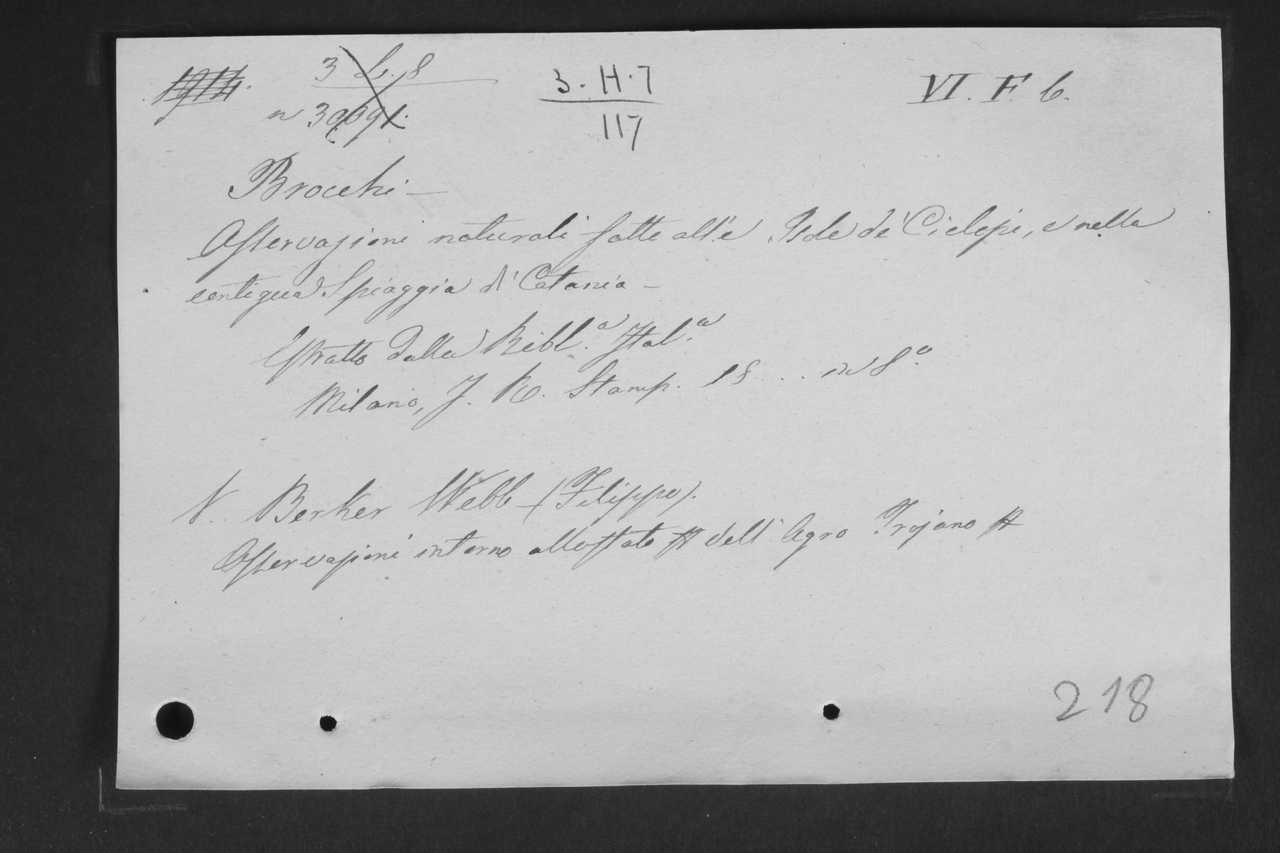 3 L. 8
3. H. 7
117
VI. F. 6.
n 39691.
Brocchi —
Osservazioni naturali fatte all'e Isole de' Ciclopi, e nella
contigua Spiaggia di Catania —
Estratto dalla Bibl.ª Ital.ª
Milano, J. R. Stamp. 18 . . in 8.º
V. Berker Webb — (Filippo).
Osservazioni intorno allo stato dell' Agro Trojano
218